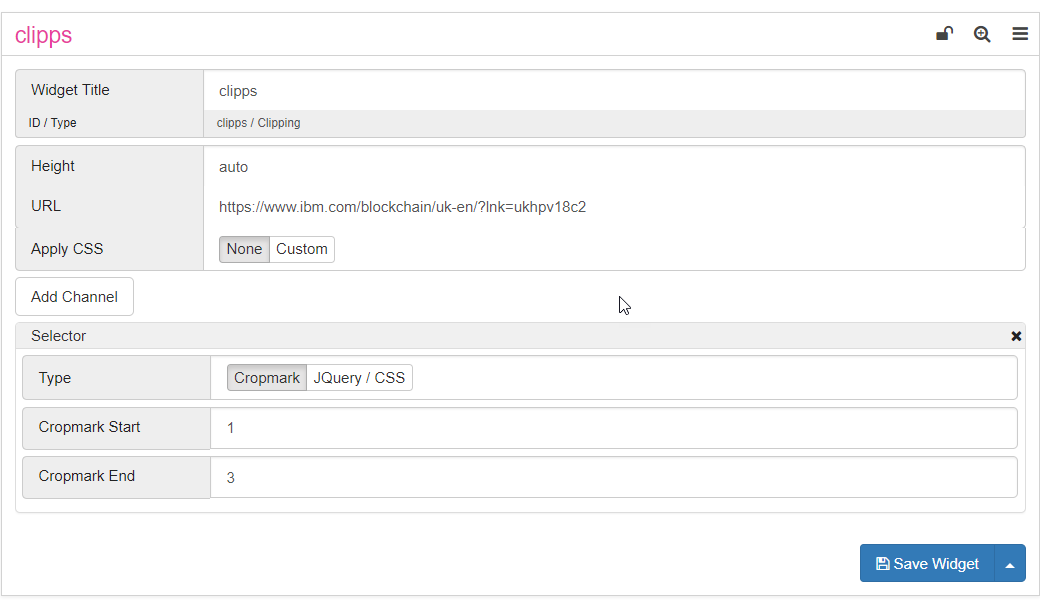 clipps
Widget Title clipps
ID / Type clipps / Clipping
Height auto
URL https://www.ibm.com/blockchain/uk-en/?lnk=ukhpv18c2
Apply CSS None Custom
Add Channel
Selector
Type Cropmark JQuery / CSS
Cropmark Start 1
Cropmark End 3
Save Widget